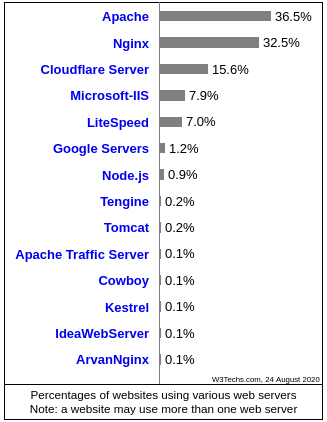 Apache 36.5%
Nginx 32.5%
Cloudflare Server 15.6%
Microsoft-IIS 7.9%
LiteSpeed 7.0%
Google Servers 1.2%
Node.js 0.9%
Tengine 0.2%
Tomcat 0.2%
Apache Traffic Server 0.1%
Cowboy 0.1%
Kestrel 0.1%
IdeaWebServer 0.1%
ArvanNginx 0.1%
W3Techs.com, 24 August 2020
Percentages of websites using various web servers
Note: a website may use more than one web server